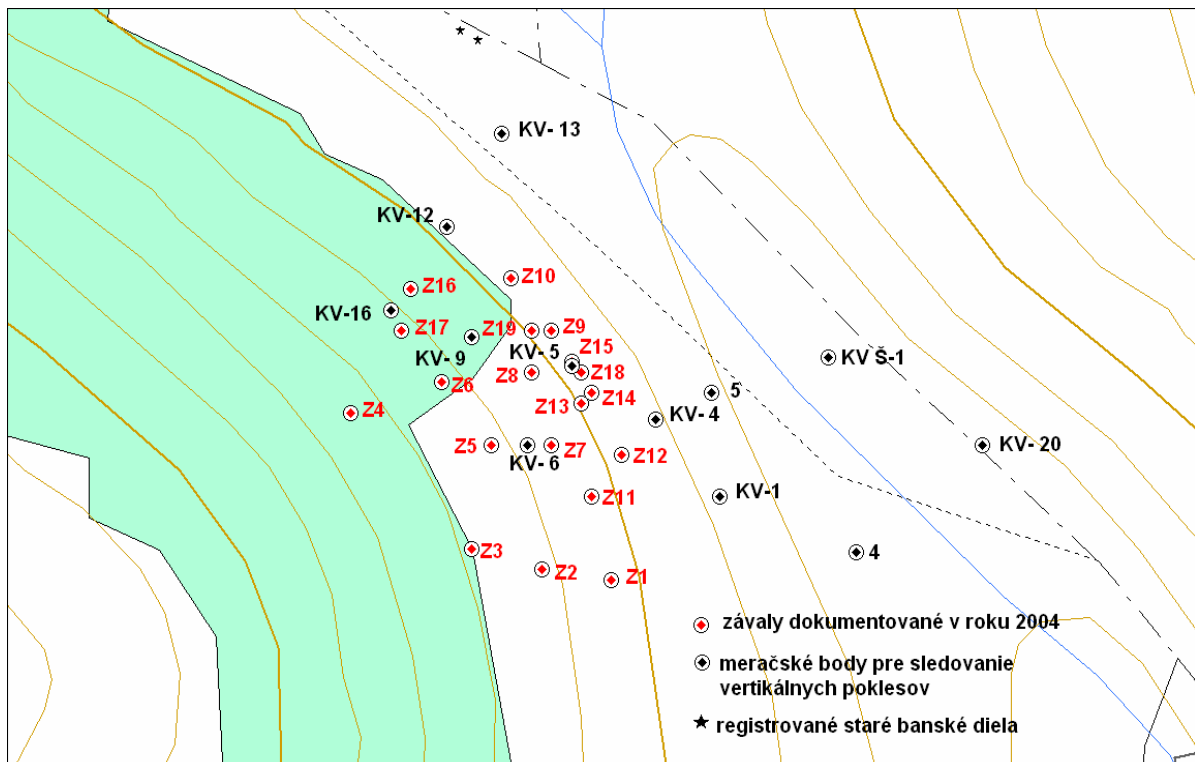 KV- 13
KV-12
Z10
Z16
KV-16
Z17
Z19
Z9
KV- 5
Z15
KV- 9
Z8
Z18
KV Š-1
Z6
Z14
5
Z13
Z4
KV- 4
Z5
KV- 6
Z7
Z12
KV- 20
Z11
KV-1
Z3
4
Z2
Z1
závaly dokumentované v roku 2004
meračské body pre sledovanie
vertikálnych poklesov
registrované staré banské diela